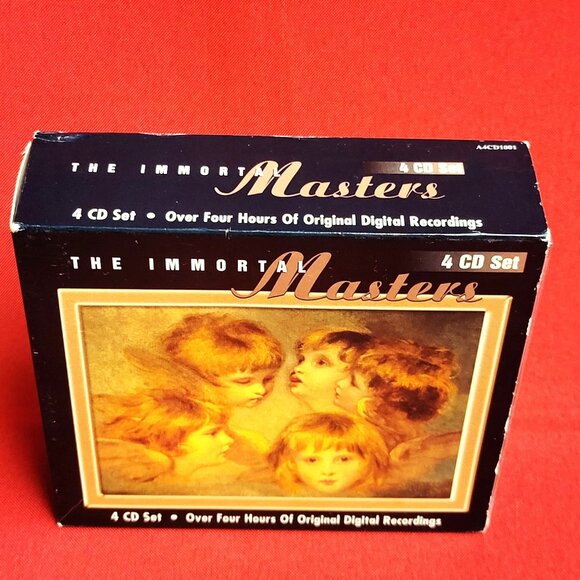 A4CD1001
THE IMMORTAL Masters 4 CD Set
4 CD Set • Over Four Hours Of Original Digital Recordings
THE IMMORTAL Masters 4 CD Set
4 CD Set • Over Four Hours Of Original Digital Recordings